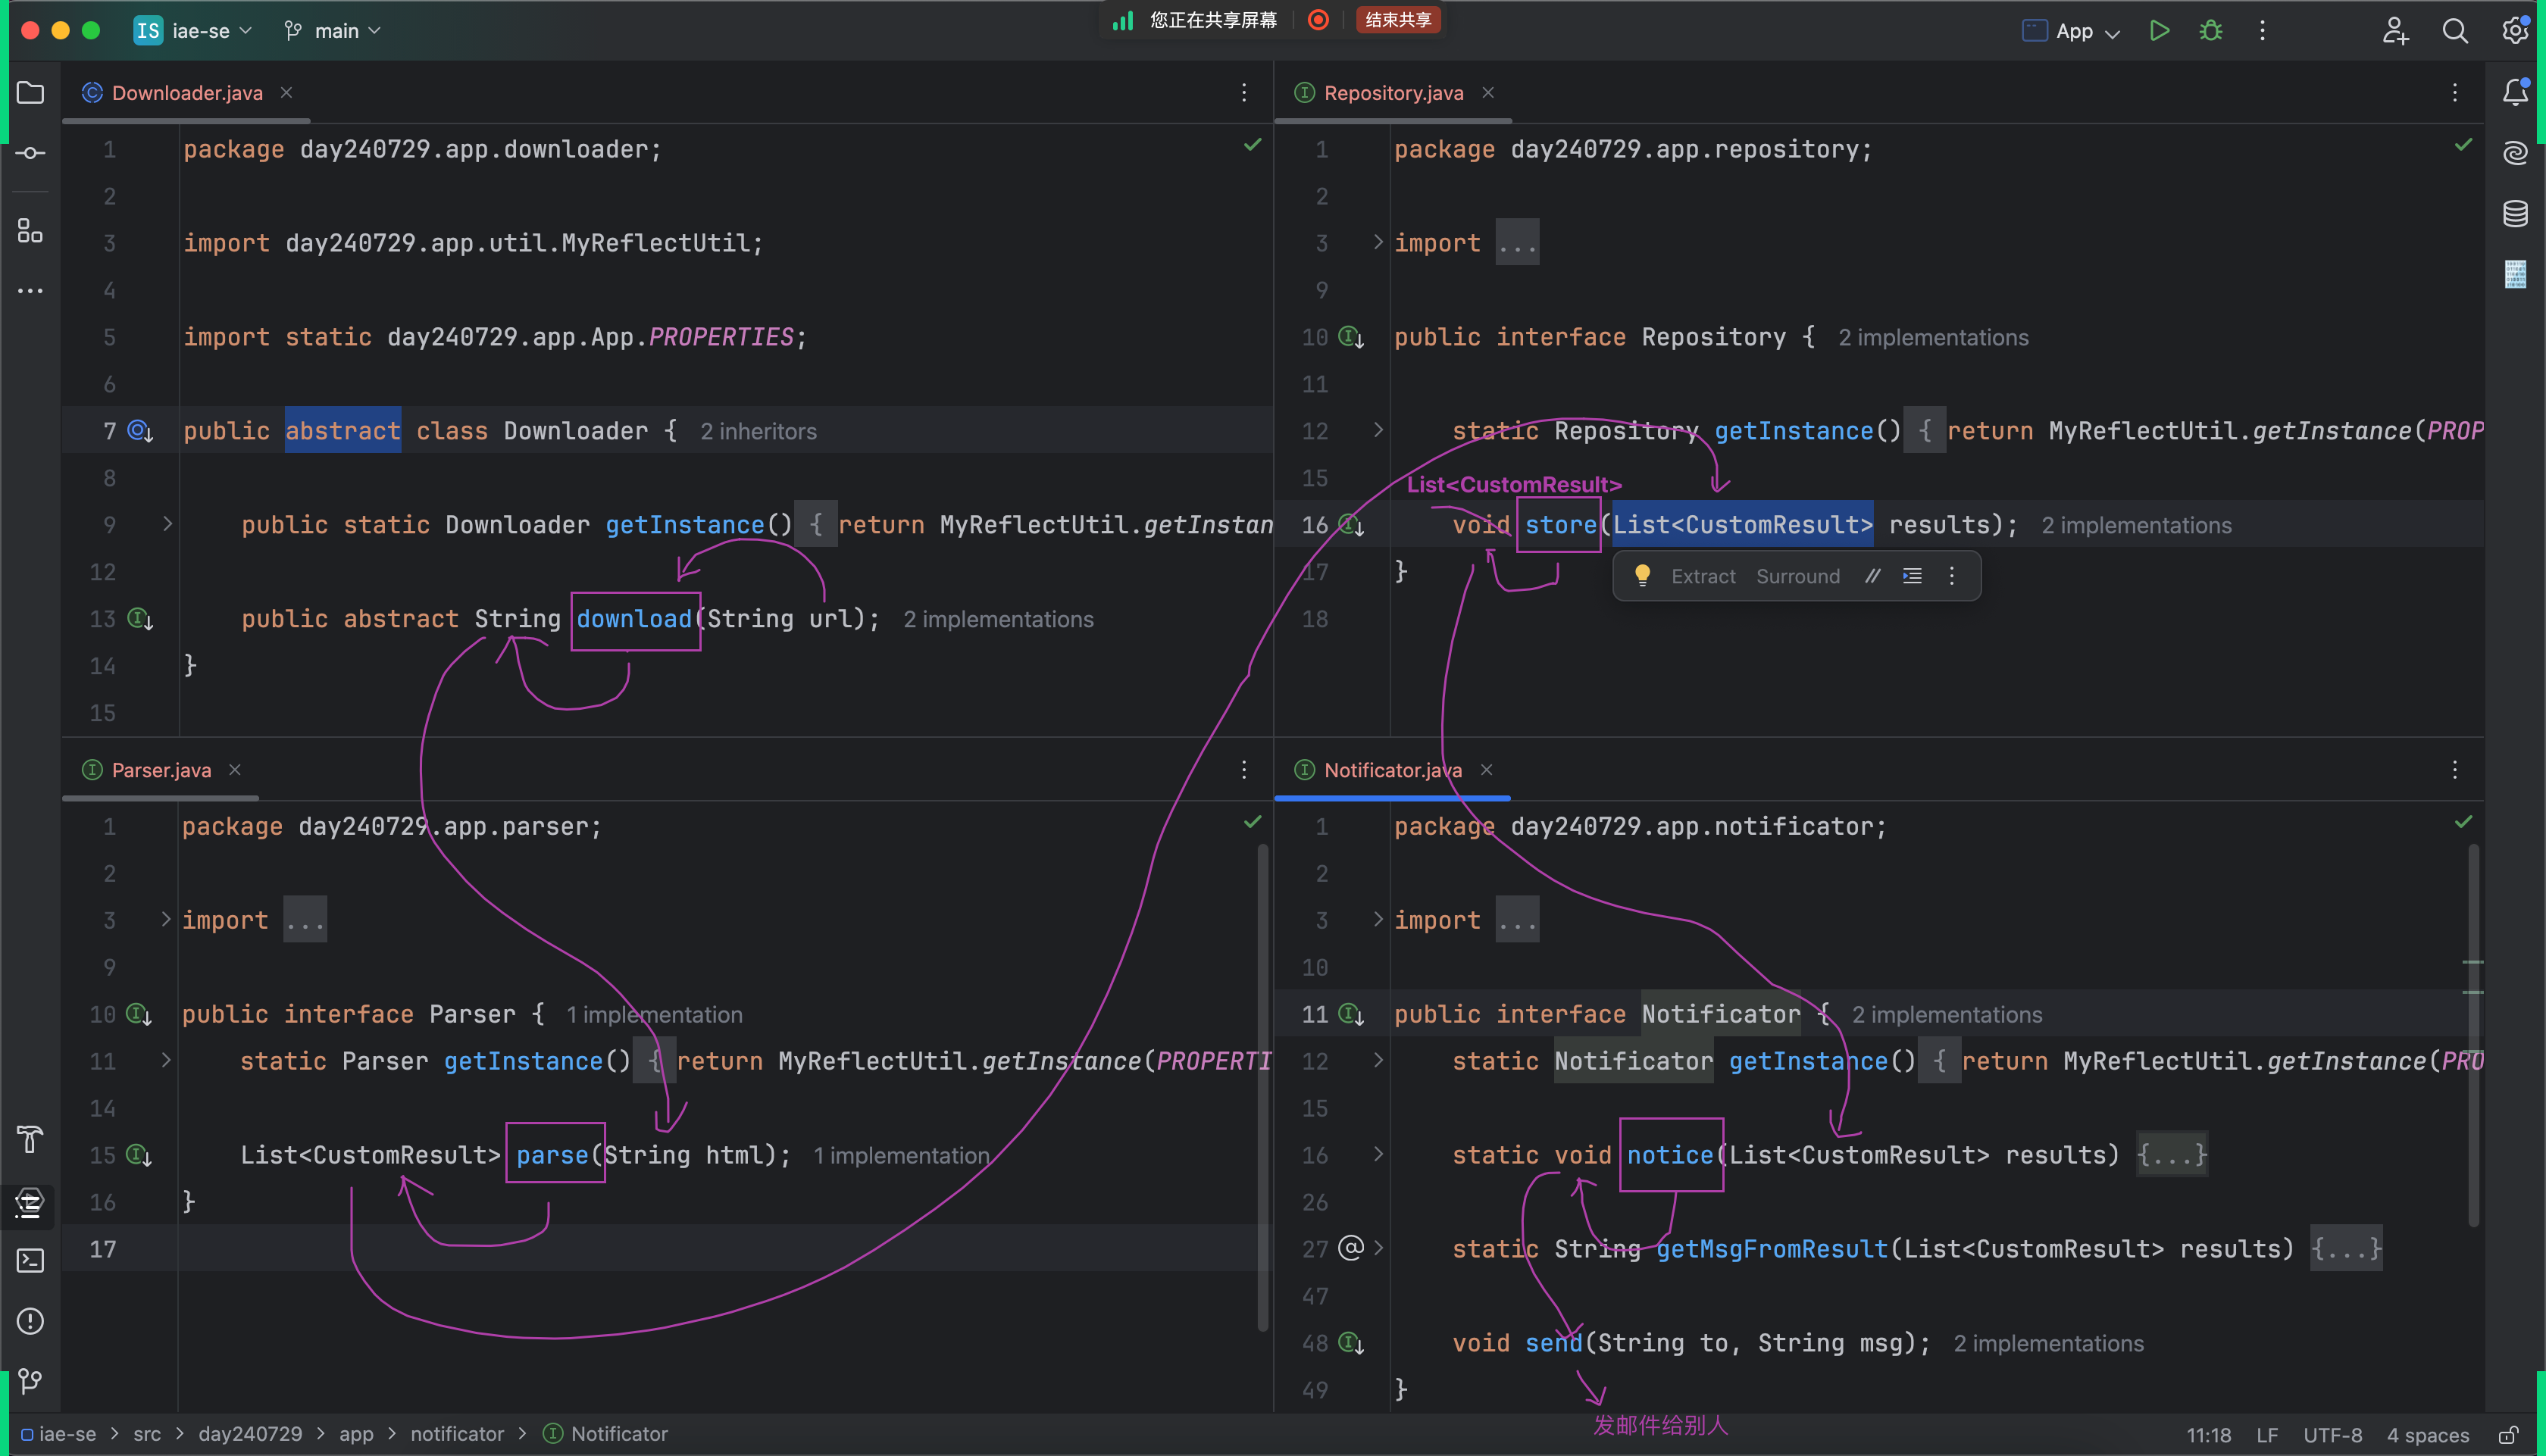 IS iae-se main 您正在共享屏幕 结束共享 App
Downloader.java
1 package day240729.app.downloader;
2
3 import day240729.app.util.MyReflectUtil;
4
5 import static day240729.app.App.PROPERTIES;
6
7 public abstract class Downloader { 2 inheritors
8
9 public static Downloader getInstance() { return MyReflectUtil.getInstan
12
13 public abstract String download(String url); 2 implementations
14 }
15
Repository.java
1 package day240729.app.repository;
2
3 import ...
9
10 public interface Repository { 2 implementations
11
12 static Repository getInstance() { return MyReflectUtil.getInstance(PROP
15
List<CustomResult>
16 void store(List<CustomResult> results); 2 implementations
17 }
Extract Surround
18
Parser.java
1 package day240729.app.parser;
2
3 import ...
9
10 public interface Parser { 1 implementation
11 static Parser getInstance() { return MyReflectUtil.getInstance(PROPERTI
14
15 List<CustomResult> parse(String html); 1 implementation
16 }
17
Notificator.java
1 package day240729.app.notificator;
2
3 import ...
10
11 public interface Notificator { 2 implementations
12 static Notificator getInstance() { return MyReflectUtil.getInstance(PRO
15
16 static void notice(List<CustomResult> results) {...}
26
27 static String getMsgFromResult(List<CustomResult> results) {...}
47
48 void send(String to, String msg); 2 implementations
49 }
发邮件给别人
iae-se > src > day240729 > app > notificator > Notificator
11:18 LF UTF-8 4 spaces